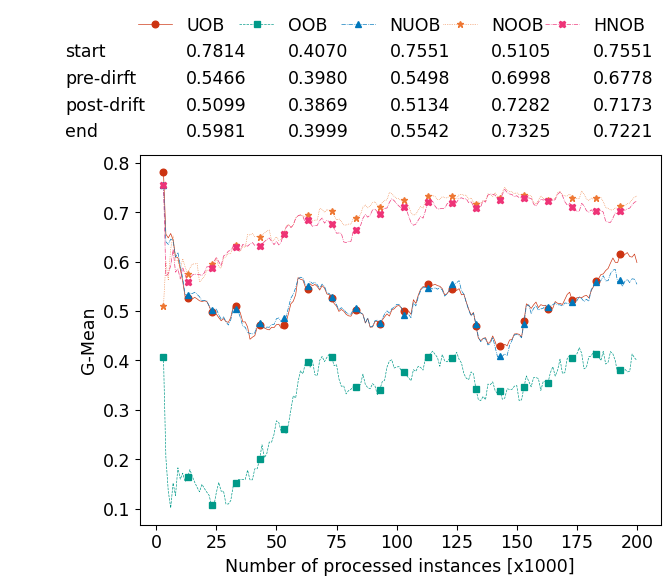 UOB OOB NUOB NOOB HNOB
start 0.7814 0.4070 0.7551 0.5105 0.7551
pre-dirft 0.5466 0.3980 0.5498 0.6998 0.6778
post-drift 0.5099 0.3869 0.5134 0.7282 0.7173
end 0.5981 0.3999 0.5542 0.7325 0.7221
0.8
0.7
0.6
0.5
0.4
0.3
0.2
0.1
G-Mean
0 25 50 75 100 125 150 175 200
Number of processed instances [x1000]